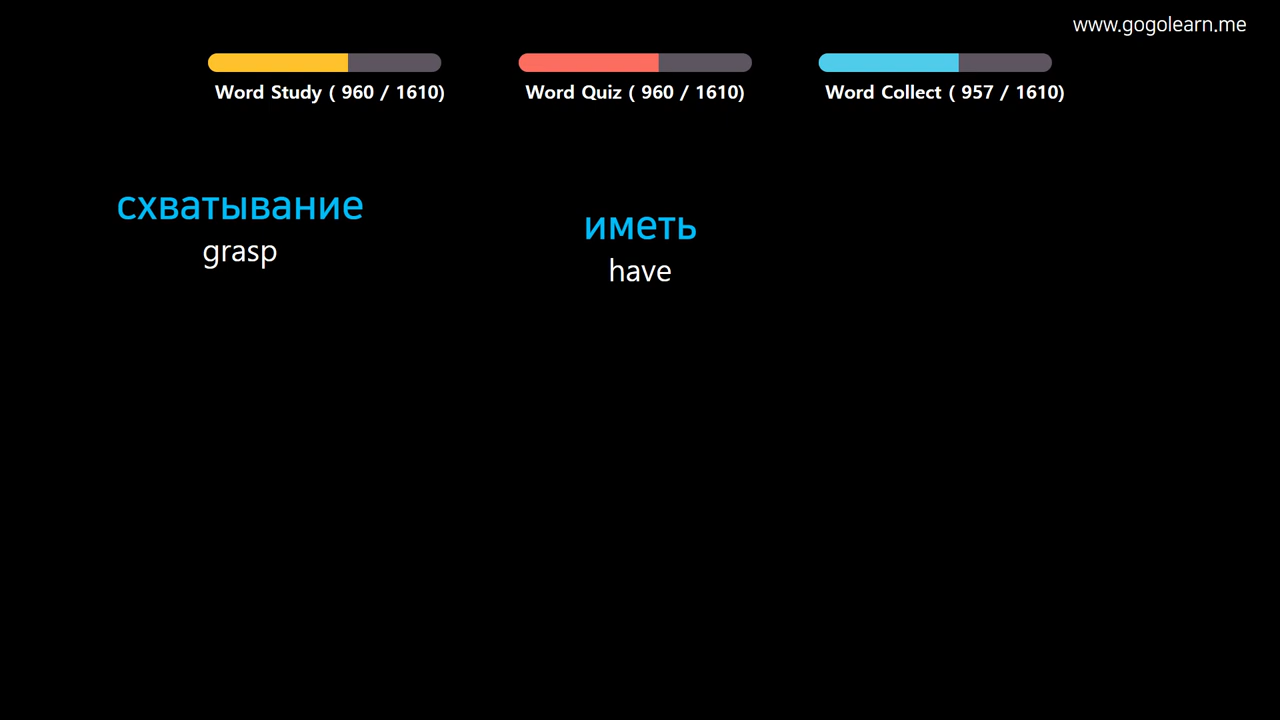 www.gogolearn.me
Word Study ( 960 / 1610)
Word Quiz ( 960 / 1610)
Word Collect ( 957 / 1610)
схватывание
grasp
иметь
have